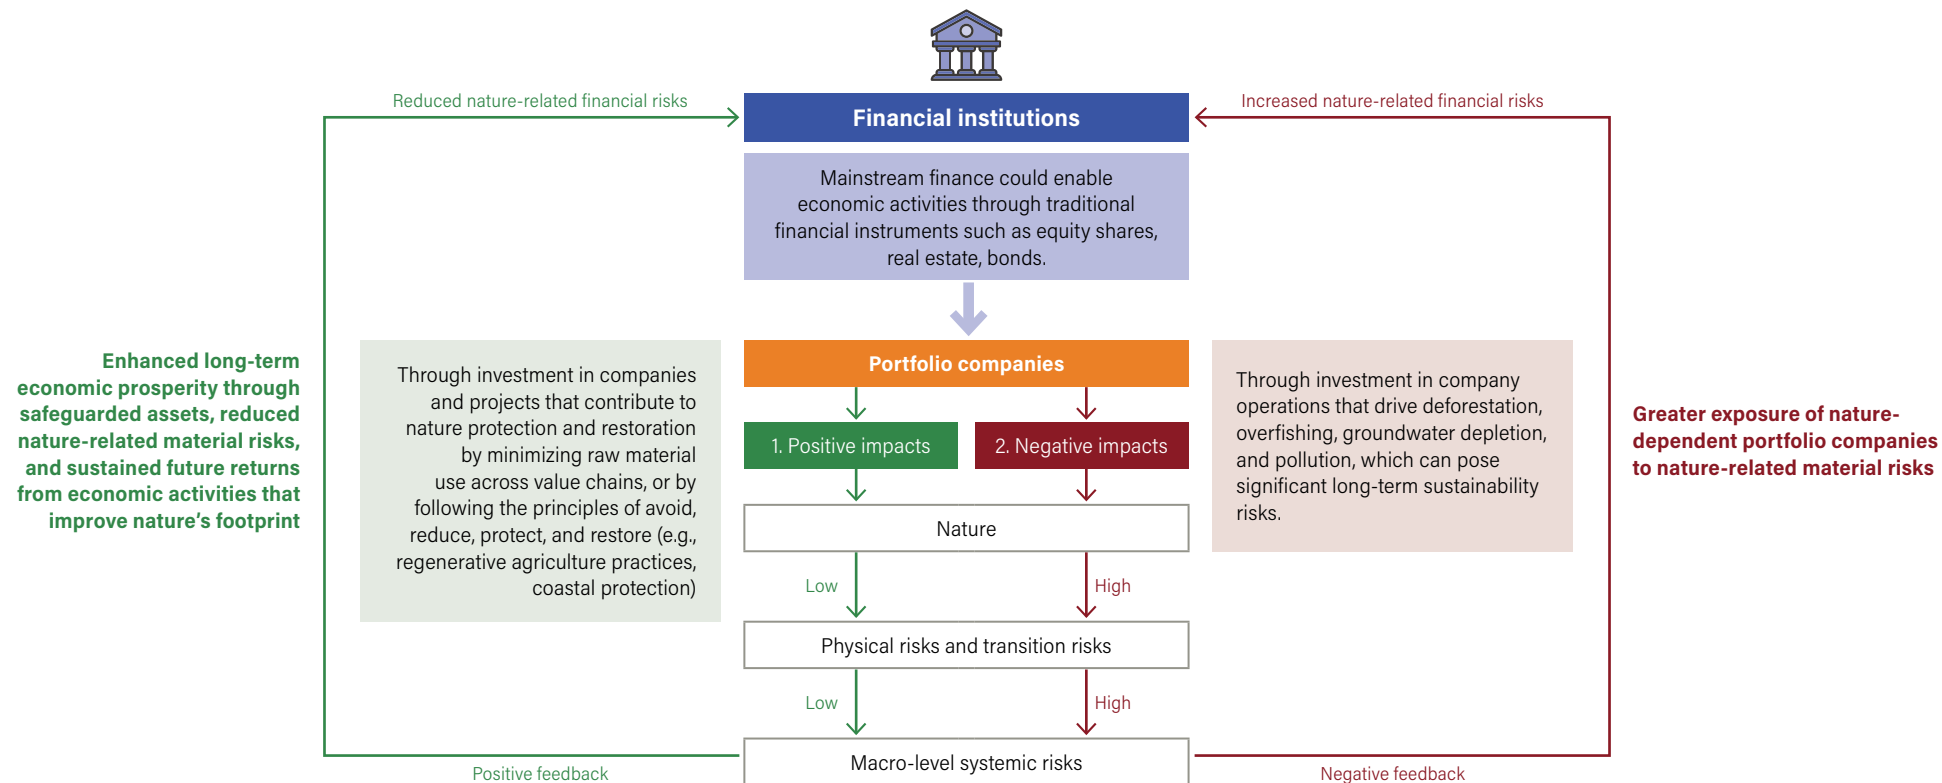 Reduced nature-related financial risks
Financial institutions
Increased nature-related financial risks
Mainstream finance could enable
economic activities through traditional
financial instruments such as equity shares,
real estate, bonds.
Enhanced long-term
economic prosperity through
safeguarded assets, reduced
nature-related material risks,
and sustained future returns
from economic activities that
improve nature's footprint
Through investment in companies
and projects that contribute to
nature protection and restoration
by minimizing raw material
use across value chains, or by
following the principles of avoid,
reduce, protect, and restore (e.g.,
regenerative agriculture practices,
coastal protection)
Portfolio companies
1. Positive impacts
2. Negative impacts
Nature
Low
High
Physical risks and transition risks
Low
High
Macro-level systemic risks
Through investment in company
operations that drive deforestation,
overfishing, groundwater depletion,
and pollution, which can pose
significant long-term sustainability
risks.
Greater exposure of nature-
dependent portfolio companies
to nature-related material risks
Positive feedback
Negative feedback